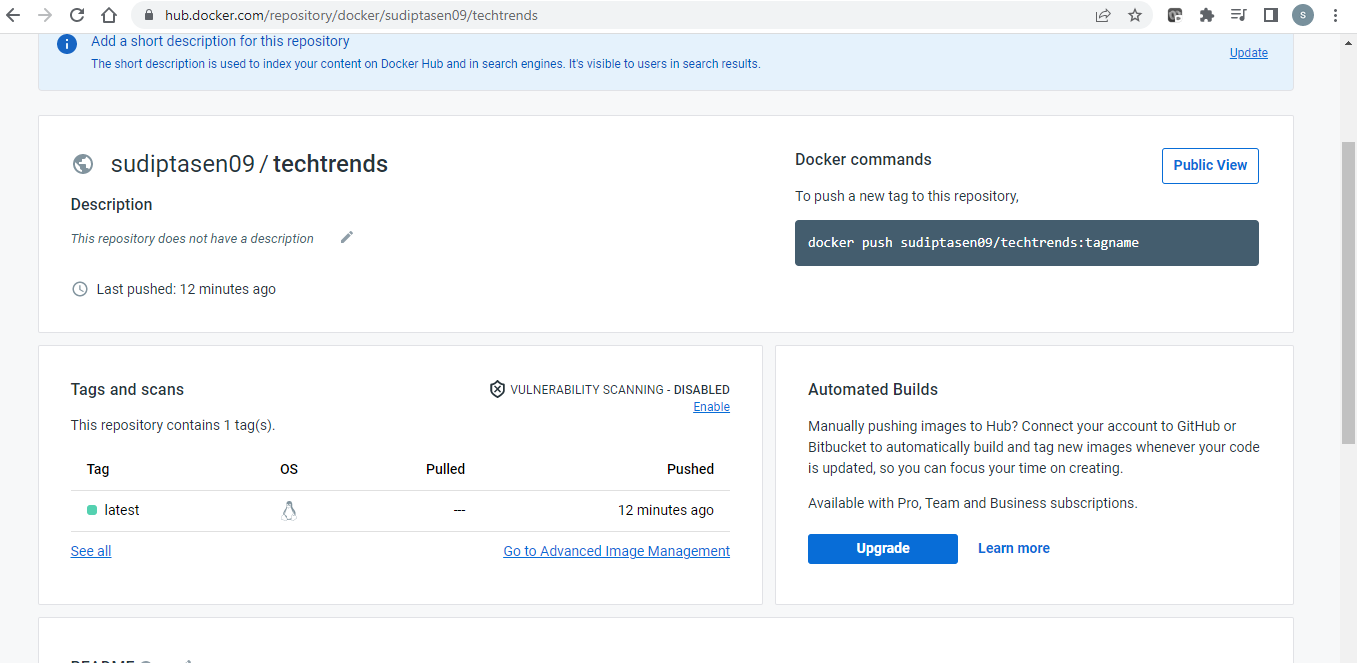 hub.docker.com/repository/docker/sudiptasen09/techtrends
S
Add a short description for this repository
The short description is used to index your content on Docker Hub and in search engines. It's visible to users in search results.
Update
sudiptasen09 / techtrends
Description
This repository does not have a description
Last pushed: 12 minutes ago
Docker commands
Public View
To push a new tag to this repository,
docker push sudiptasen09/techtrends:tagname
Tags and scans
VULNERABILITY SCANNING - DISABLED
Enable
This repository contains 1 tag(s).
Tag OS Pulled Pushed
latest --- 12 minutes ago
See all Go to Advanced Image Management
Automated Builds
Manually pushing images to Hub? Connect your account to GitHub or
Bitbucket to automatically build and tag new images whenever your code
is updated, so you can focus your time on creating.
Available with Pro, Team and Business subscriptions.
Upgrade Learn more
README